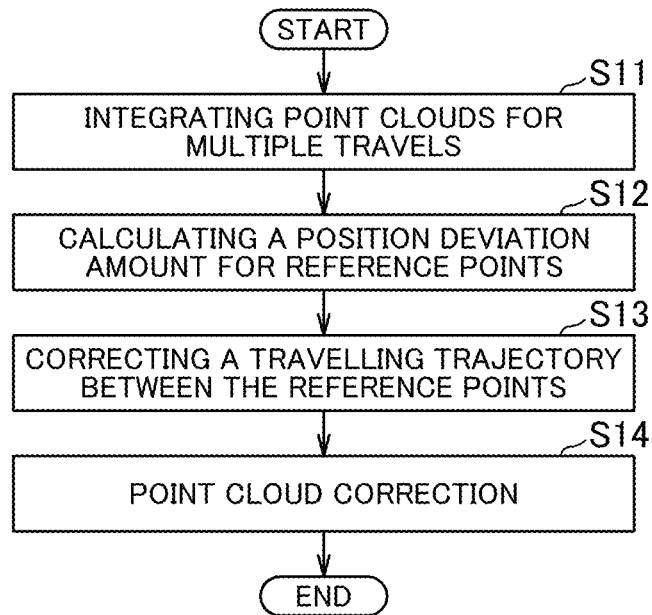 START
S11
INTEGRATING POINT CLOUDS FOR
MULTIPLE TRAVELS
S12
CALCULATING A POSITION DEVIATION
AMOUNT FOR REFERENCE POINTS
S13
CORRECTING A TRAVELLING TRAJECTORY
BETWEEN THE REFERENCE POINTS
S14
POINT CLOUD CORRECTION
END